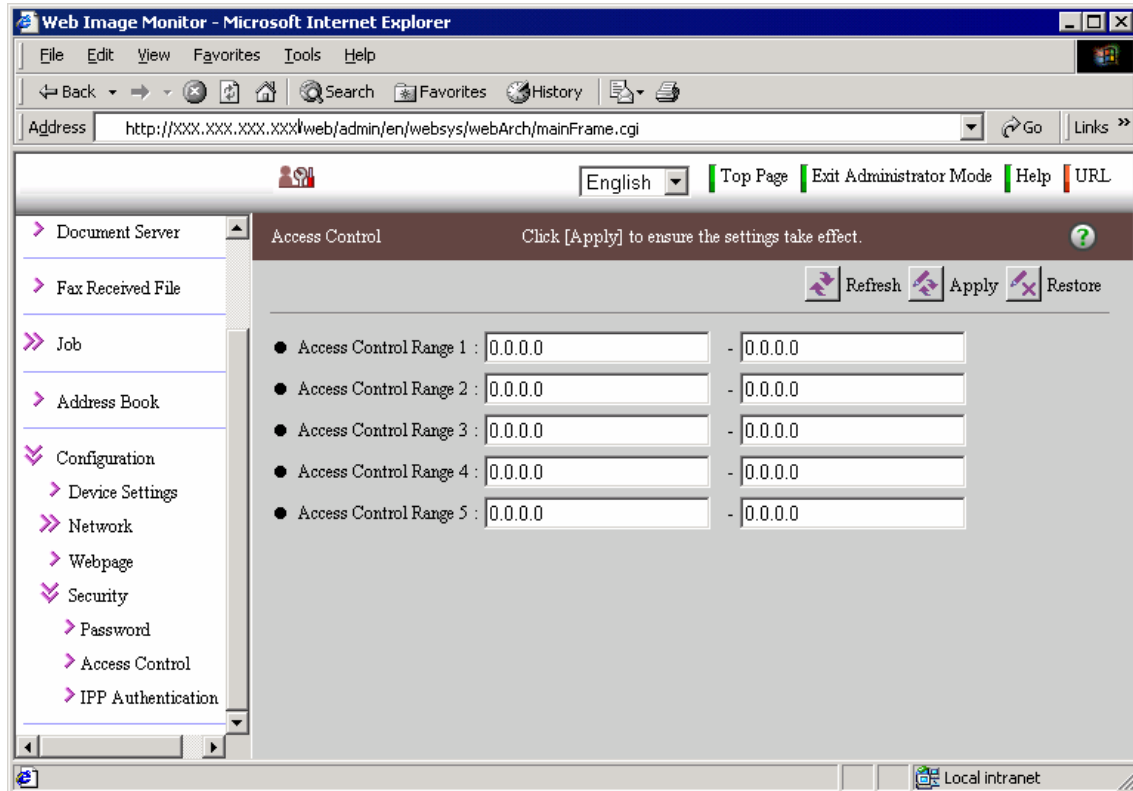 Web Image Monitor - Microsoft Internet Explorer
File Edit View Favorites Tools Help
Back Search Favorites History
Address http://XXX.XXX.XXX.XXX/web/admin/en/websys/webArch/mainFrame.cgi Go Links »
English Top Page Exit Administrator Mode Help URL
Document Server
Fax Received File
Job
Address Book
Configuration
Device Settings
Network
Webpage
Security
Password
Access Control
IPP Authentication
Access Control Click [Apply] to ensure the settings take effect. ?
Refresh Apply Restore
Access Control Range 1 : 0.0.0.0 - 0.0.0.0
Access Control Range 2 : 0.0.0.0 - 0.0.0.0
Access Control Range 3 : 0.0.0.0 - 0.0.0.0
Access Control Range 4 : 0.0.0.0 - 0.0.0.0
Access Control Range 5 : 0.0.0.0 - 0.0.0.0
Local intranet